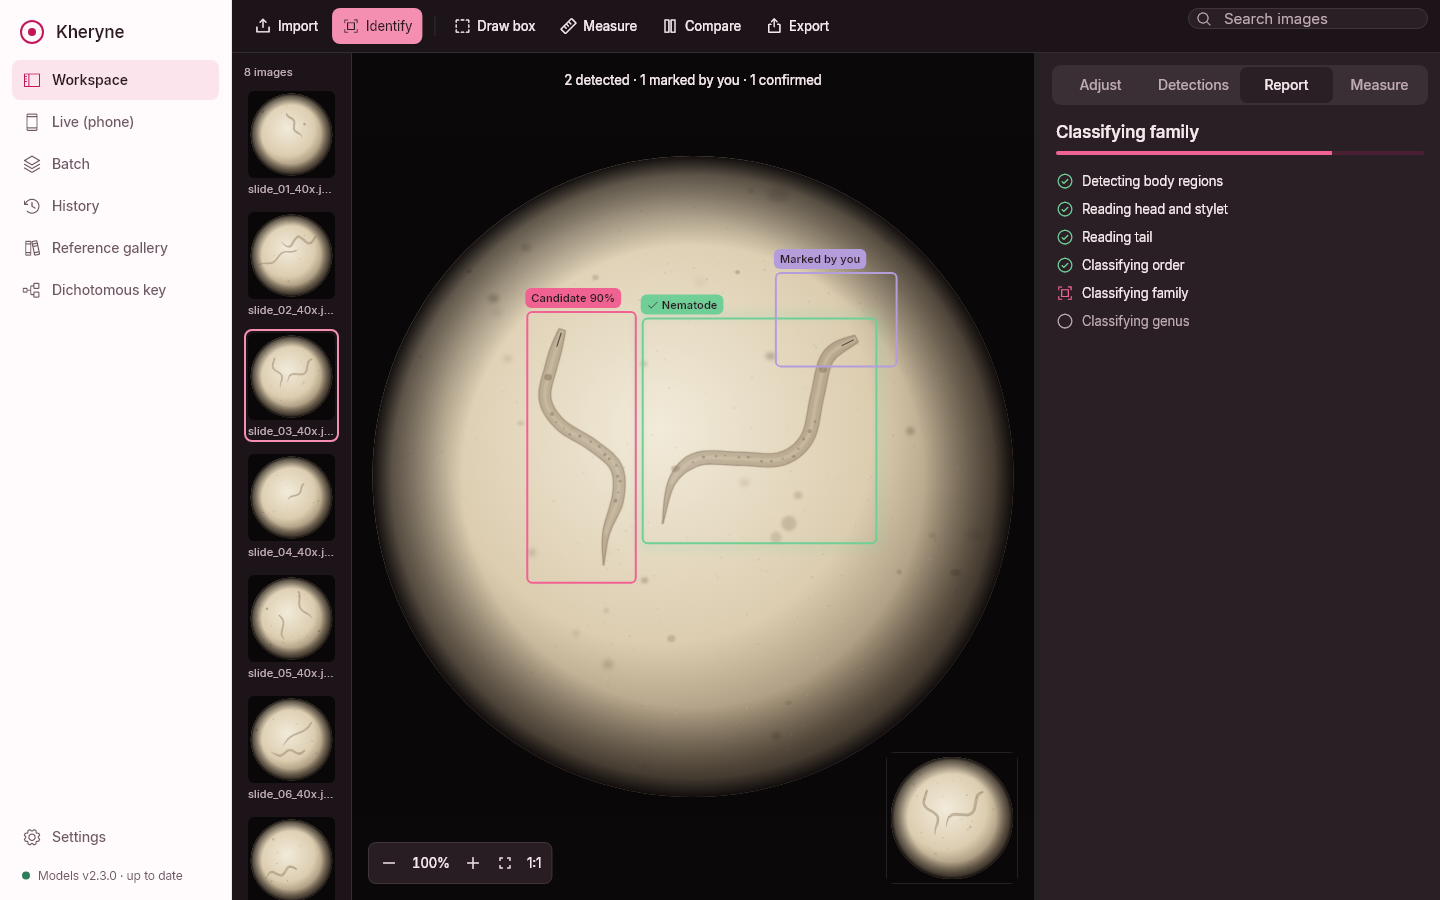 Kheryne
Workspace
Live (phone)
Batch
History
Reference gallery
Dichotomous key
Settings
Models v2.3.0 · up to date
Import
Identify
Draw box
Measure
Compare
Export
Search images
8 images
slide_01_40x.j...
slide_02_40x.j...
slide_03_40x.j...
slide_04_40x.j...
slide_05_40x.j...
slide_06_40x.j...
2 detected · 1 marked by you · 1 confirmed
Marked by you
Candidate 90%
Nematode
100%
1:1
Adjust
Detections
Report
Measure
Classifying family
Detecting body regions
Reading head and stylet
Reading tail
Classifying order
Classifying family
Classifying genus